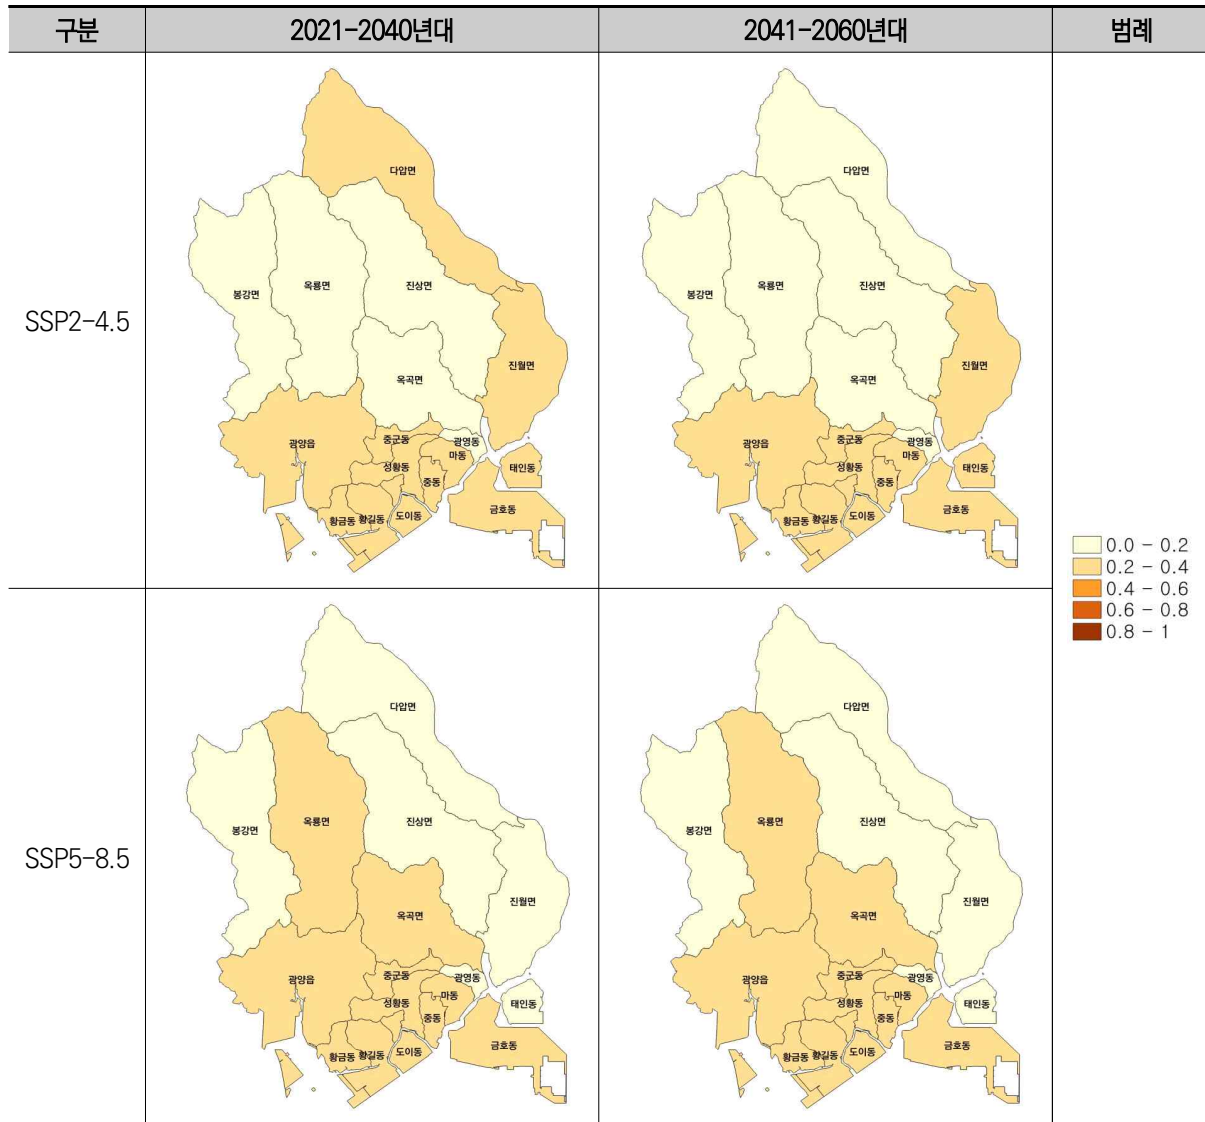 구분 2021-2040년대 2041-2060년대 범례
SSP2-4.5
다압면
봉강면
옥룡면
진상면
진월면
옥곡면
광양읍
중군동
광영동
성황동
마동
중동
태인동
황금동
황길동
도이동
금호동
다압면
봉강면
옥룡면
진상면
진월면
옥곡면
광양읍
중군동
광영동
성황동
마동
중동
태인동
황금동
황길동
도이동
금호동
0.0 - 0.2
0.2 - 0.4
0.4 - 0.6
0.6 - 0.8
0.8 - 1
SSP5-8.5
다압면
봉강면
옥룡면
진상면
진월면
옥곡면
광양읍
중군동
광영동
성황동
마동
중동
태인동
황금동
황길동
도이동
금호동
다압면
봉강면
옥룡면
진상면
진월면
옥곡면
광양읍
중군동
광영동
성황동
마동
중동
태인동
황금동
황길동
도이동
금호동